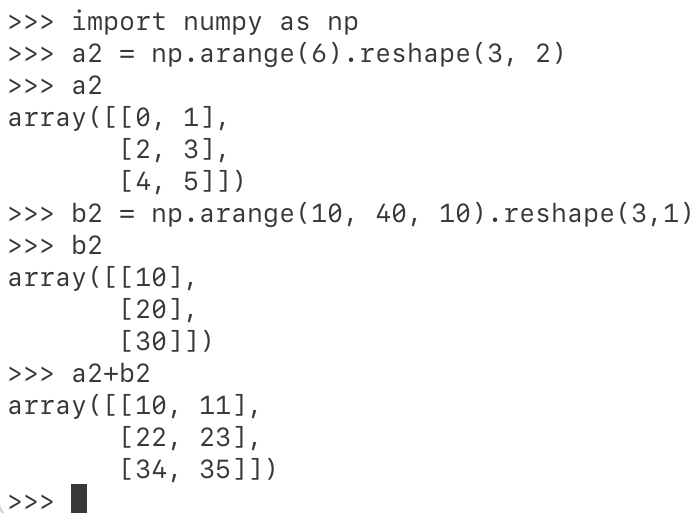 >>> import numpy as np
>>> a2 = np.arange(6).reshape(3, 2)
>>> a2
array([[0, 1],
       [2, 3],
       [4, 5]])
>>> b2 = np.arange(10, 40, 10).reshape(3,1)
>>> b2
array([[10],
       [20],
       [30]])
>>> a2+b2
array([[10, 11],
       [22, 23],
       [34, 35]])
>>>